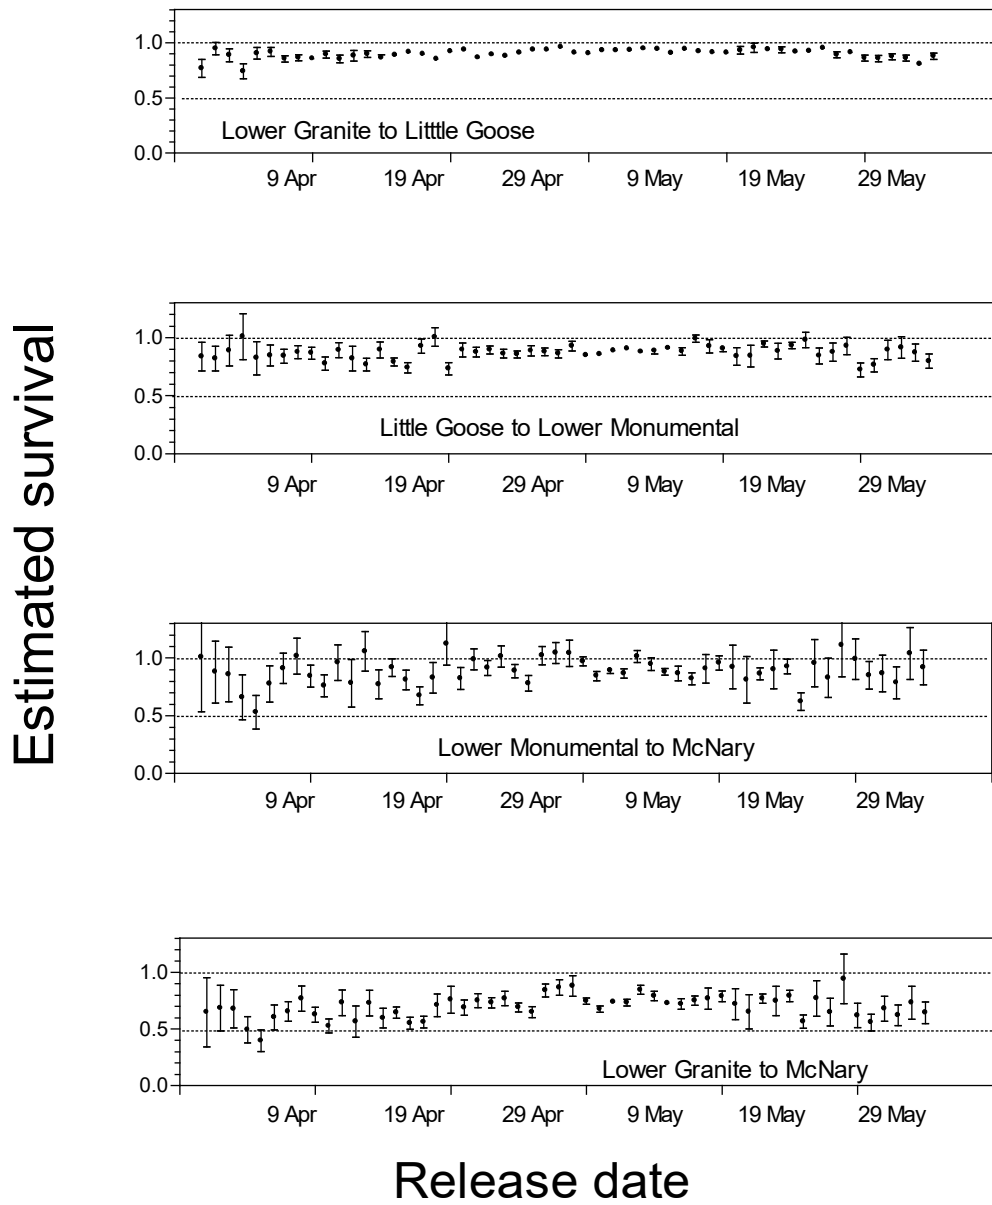 1.0
0.5
Lower Granite to Litttle Goose
0.0
9 Apr 19 Apr 29 Apr 9 May 19 May 29 May
Estimated survival
1.0
0.5
Little Goose to Lower Monumental
0.0
9 Apr 19 Apr 29 Apr 9 May 19 May 29 May
1.0
0.5
Lower Monumental to McNary
0.0
9 Apr 19 Apr 29 Apr 9 May 19 May 29 May
1.0
0.5
Lower Granite to McNary
0.0
9 Apr 19 Apr 29 Apr 9 May 19 May 29 May
Release date